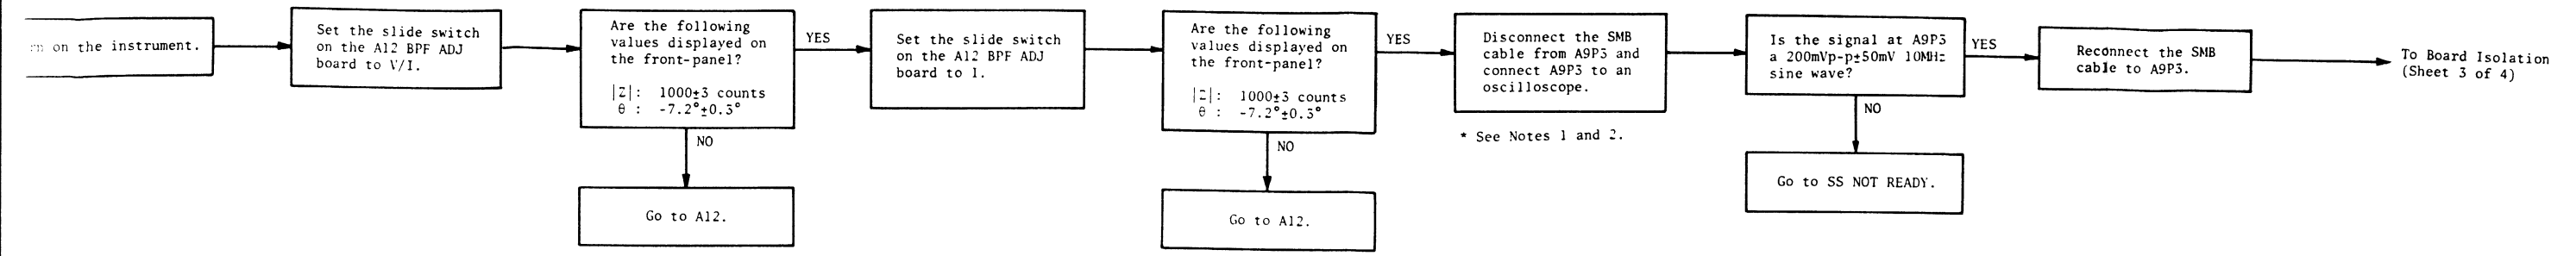 on the instrument.
Set the slide switch
on the A12 BPF ADJ
board to V/I.
Are the following
values displayed on
the front-panel?
|Z|: 1000±3 counts
θ : -7.2°±0.3°
YES
NO
Go to A12.
Set the slide switch
on the A12 BPF ADJ
board to 1.
Are the following
values displayed on
the front-panel?
|Z|: 1000±3 counts
θ : -7.2°±0.3°
YES
NO
Go to A12.
Disconnect the SMB
cable from A9P3 and
connect A9P3 to an
oscilloscope.
* See Notes 1 and 2.
Is the signal at A9P3
a 200mVp-p±50mV 10MHz
sine wave?
YES
NO
Go to SS NOT READY.
Reconnect the SMB
cable to A9P3.
To Board Isolation
(Sheet 3 of 4)